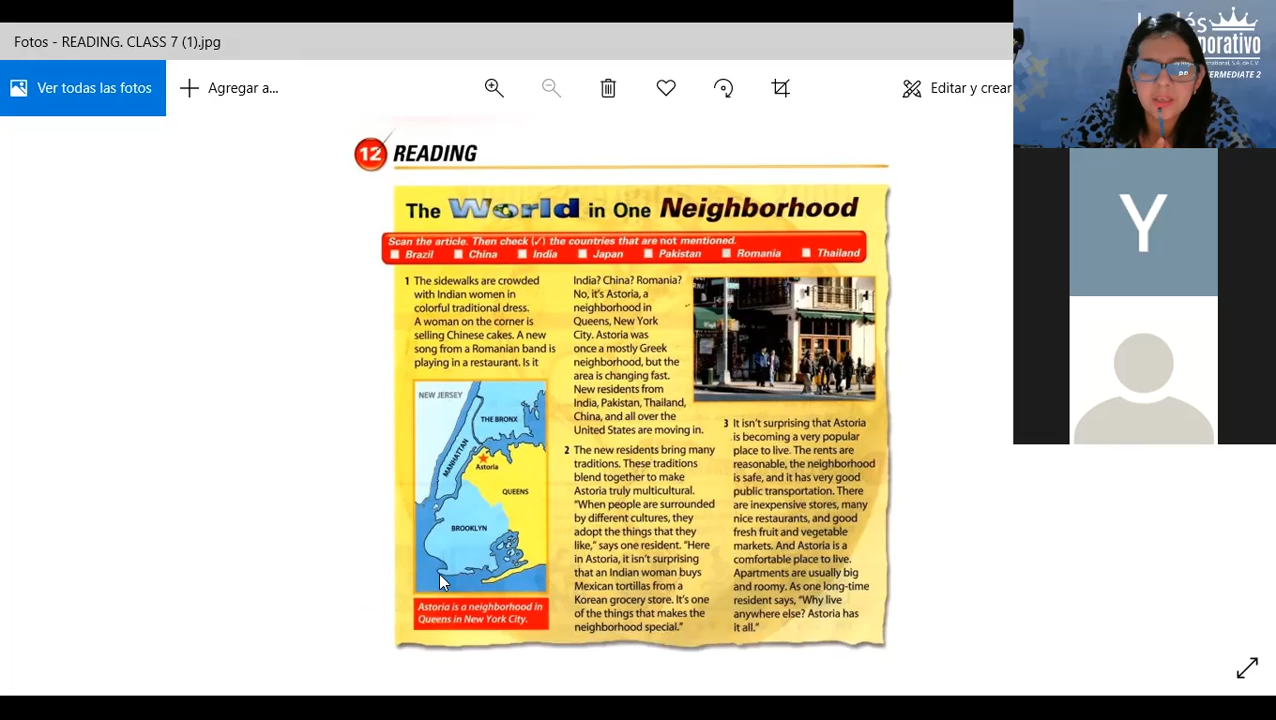 Fotos - READING. CLASS 7 (1).jpg
Ver todas las fotos
Agregar a...
Editar y crear
12 READING
The World in One Neighborhood
Scan the article. Then check (✓) the countries that are not mentioned.
Brazil China India Japan Pakistan Romania Thailand
1 The sidewalks are crowded
with Indian women in
colorful traditional dress.
A woman on the corner is
selling Chinese cakes. A new
song from a Romanian band is
playing in a restaurant. Is it
India? China? Romania?
No, it's Astoria, a
neighborhood in
Queens, New York
City. Astoria was
once a mostly Greek
neighborhood, but the
area is changing fast.
New residents from
India, Pakistan, Thailand,
China, and all over the
United States are moving in.
NEW JERSEY
THE BRONX
MANHATTAN
Astoria
QUEENS
BROOKLYN
Astoria is a neighborhood in
Queens in New York City.
2 The new residents bring many
traditions. These traditions
blend together to make
Astoria truly multicultural.
"When people are surrounded
by different cultures, they
adopt the things that they
like," says one resident. "Here
in Astoria, it isn't surprising
that an Indian woman buys
Mexican tortillas from a
Korean grocery store. It's one
of the things that makes the
neighborhood special."
3 It isn't surprising that Astoria
is becoming a very popular
place to live. The rents are
reasonable, the neighborhood
is safe, and it has very good
public transportation. There
are inexpensive stores, many
nice restaurants, and good
fresh fruit and vegetable
markets. And Astoria is a
comfortable place to live.
Apartments are usually big
and roomy. As one long-time
resident says, "Why live
anywhere else? Astoria has
it all."
Y